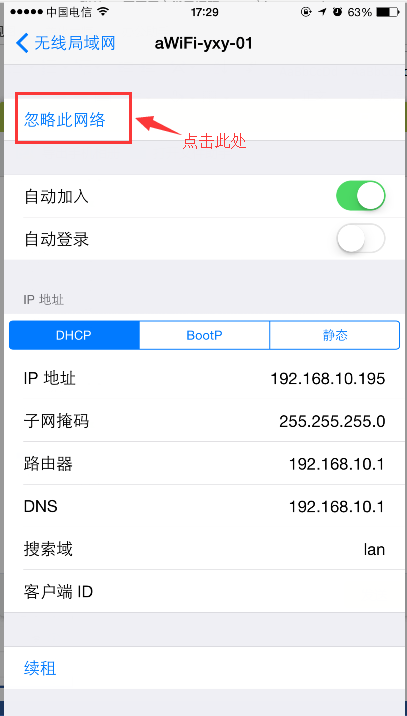 中国电信 17:29 63%
无线局域网 aWiFi-yxy-01
忽略此网络
点击此处
自动加入
自动登录
IP 地址
DHCP BootP 静态
IP 地址 192.168.10.195
子网掩码 255.255.255.0
路由器 192.168.10.1
DNS 192.168.10.1
搜索域 lan
客户端 ID
续租